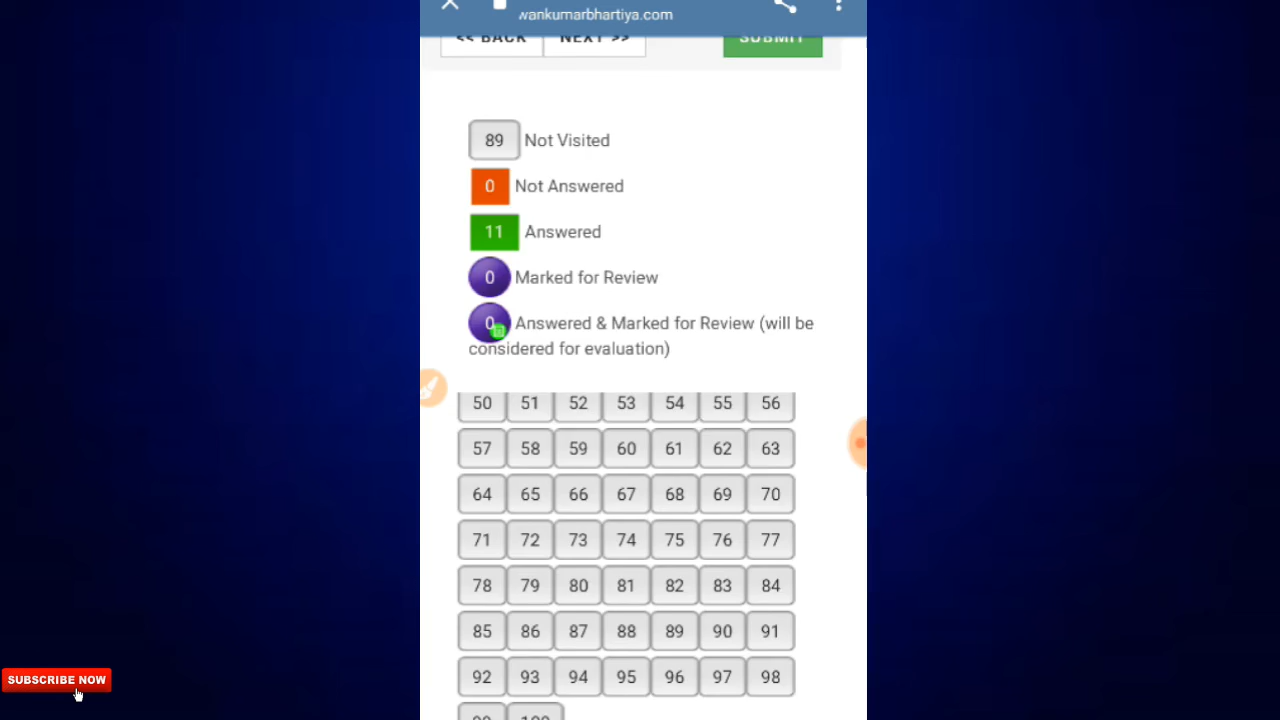 wankumarbhartiya.com
<< BACK NEXT >> SUBMIT
89 Not Visited
0 Not Answered
11 Answered
0 Marked for Review
0 Answered & Marked for Review (will be
considered for evaluation)
50 51 52 53 54 55 56
57 58 59 60 61 62 63
64 65 66 67 68 69 70
71 72 73 74 75 76 77
78 79 80 81 82 83 84
85 86 87 88 89 90 91
SUBSCRIBE NOW
92 93 94 95 96 97 98
99 100